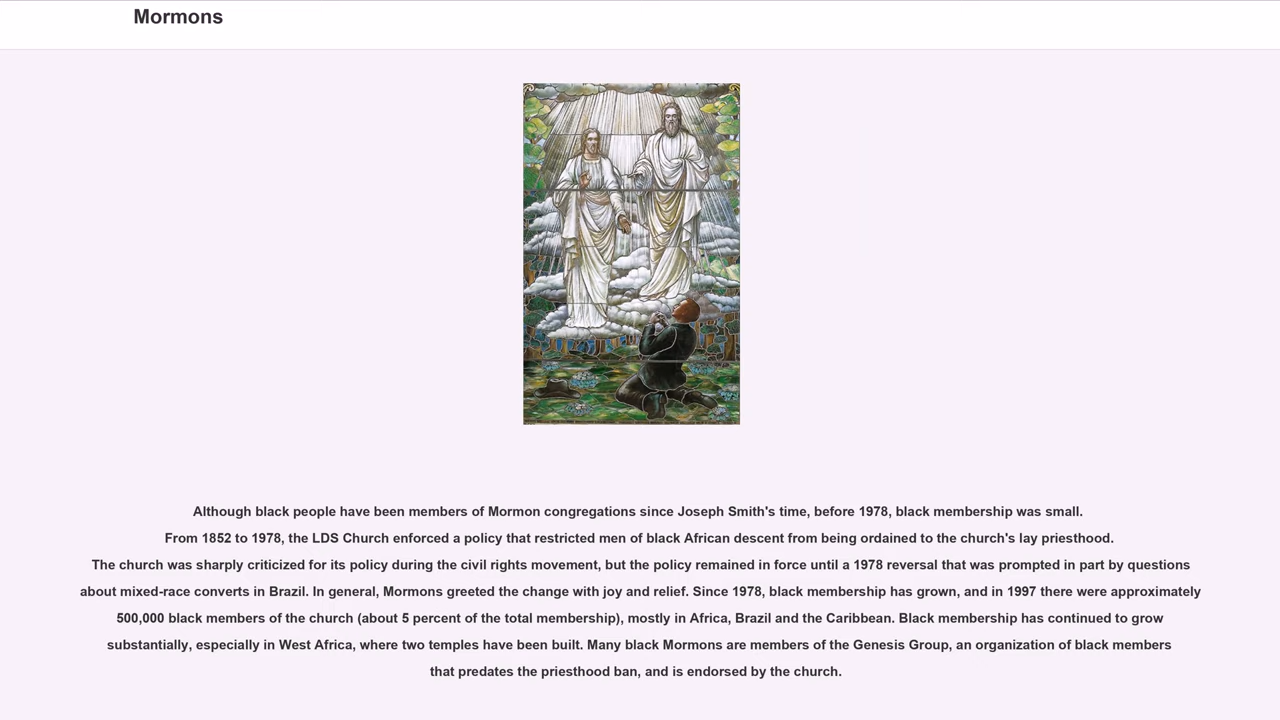 Mormons
Although black people have been members of Mormon congregations since Joseph Smith's time, before 1978, black membership was small.
From 1852 to 1978, the LDS Church enforced a policy that restricted men of black African descent from being ordained to the church's lay priesthood.
The church was sharply criticized for its policy during the civil rights movement, but the policy remained in force until a 1978 reversal that was prompted in part by questions
about mixed-race converts in Brazil. In general, Mormons greeted the change with joy and relief. Since 1978, black membership has grown, and in 1997 there were approximately
500,000 black members of the church (about 5 percent of the total membership), mostly in Africa, Brazil and the Caribbean. Black membership has continued to grow
substantially, especially in West Africa, where two temples have been built. Many black Mormons are members of the Genesis Group, an organization of black members
that predates the priesthood ban, and is endorsed by the church.